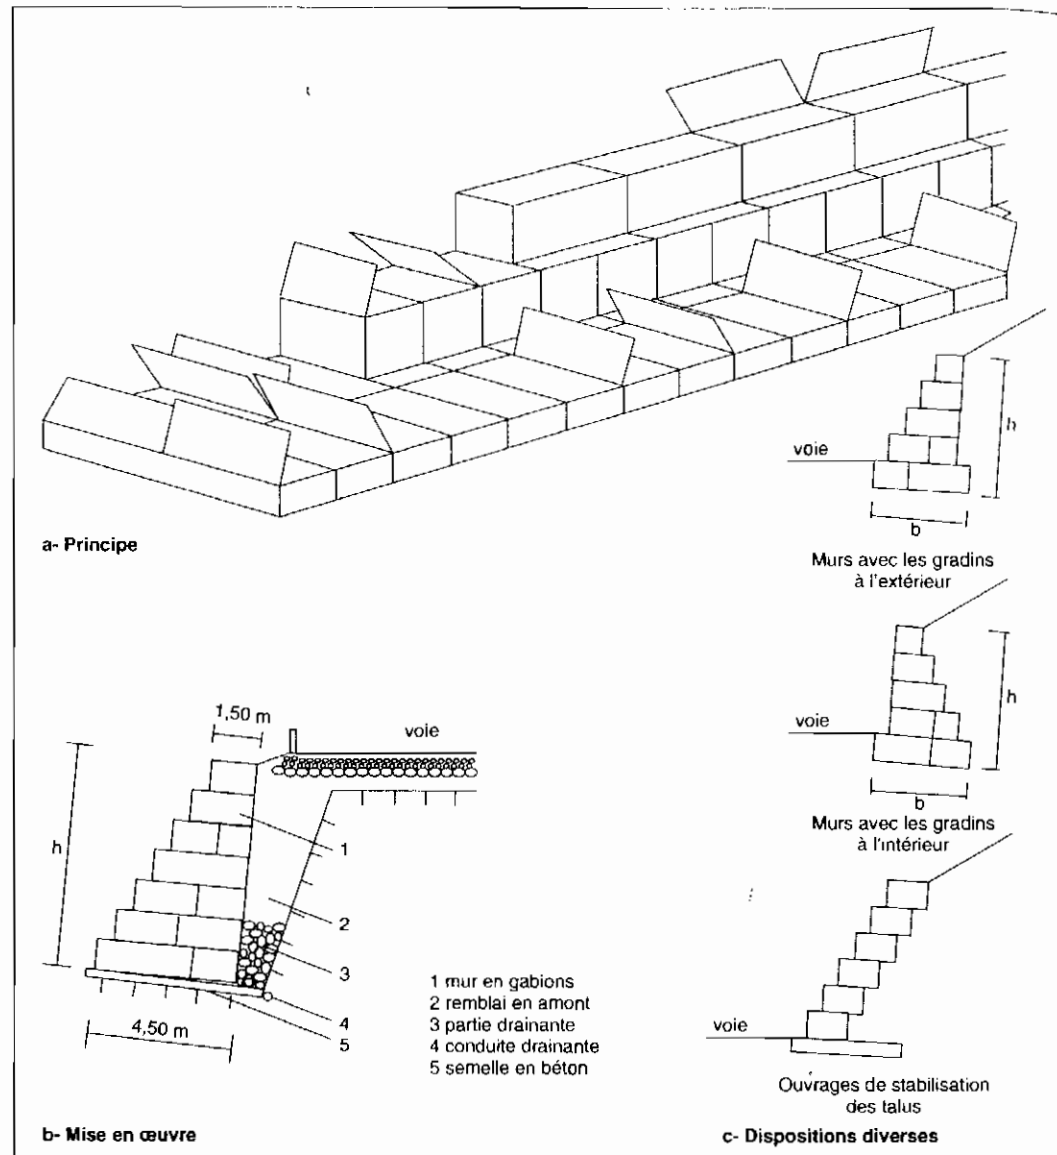 a- Principe
voie
h
b
Murs avec les gradins
à l'extérieur
voie
h
b
Murs avec les gradins
à l'intérieur
voie
Ouvrages de stabilisation
des talus
c- Dispositions diverses
1,50 m
voie
h
1
2
3
4
5
4,50 m
1 mur en gabions
2 remblai en amont
3 partie drainante
4 conduite drainante
5 semelle en béton
b- Mise en œuvre